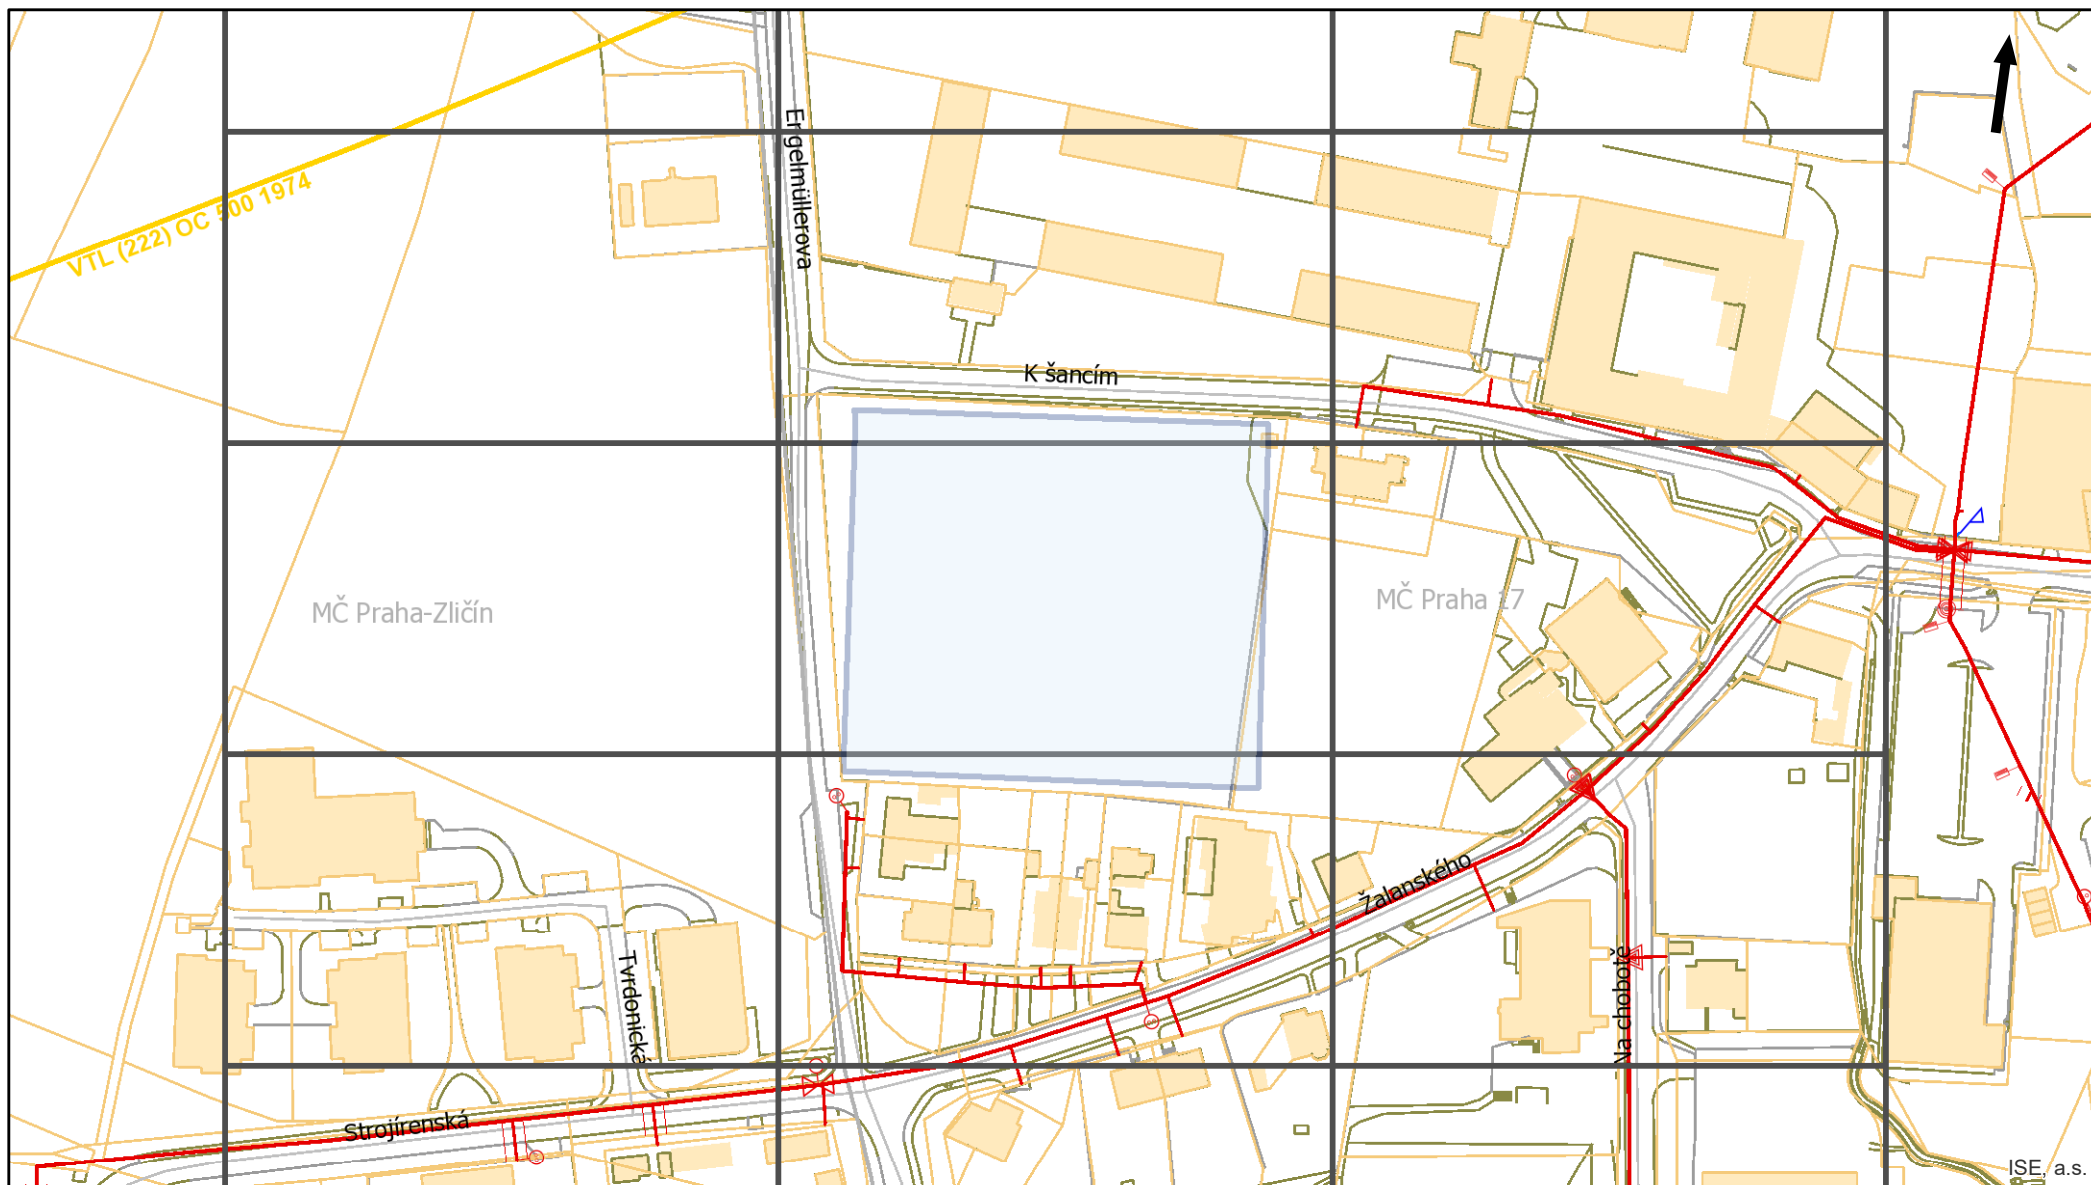 Engelmüllerova
VTL (222) OC 500 1974
K šancím
MČ Praha-Zličín
MČ Praha 17
Žalanského
Tvrdonická
Na chobotě
Strojírenská
ISE, a.s.